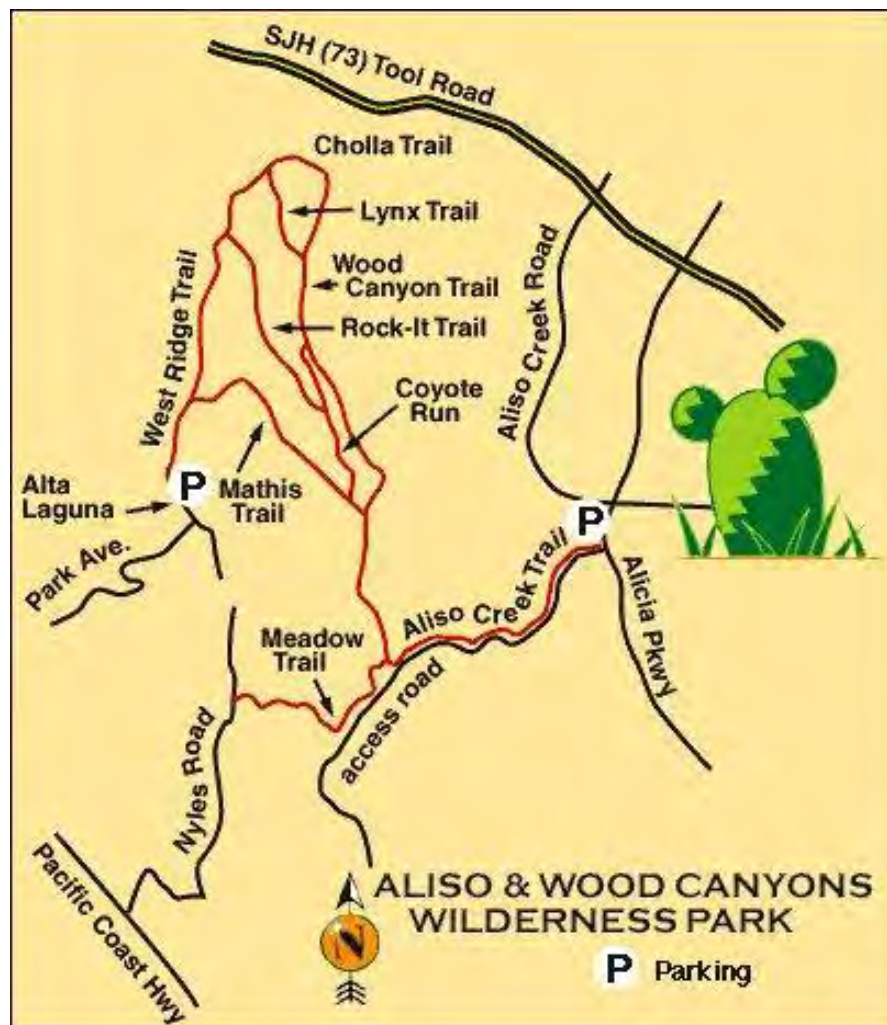 SJH (73) Tool Road
Cholla Trail
Lynx Trail
Wood
Canyon Trail
Rock-It Trail
West Ridge Trail
Aliso Creek Road
Coyote
Run
P
Alta
Laguna
Mathis
Trail
P
Park Ave.
Aliso Creek Trail
Alicia Pkwy
Meadow
Trail
access road
Nyles Road
Pacific Coast Hwy
N
ALISO & WOOD CANYONS
WILDERNESS PARK
P Parking